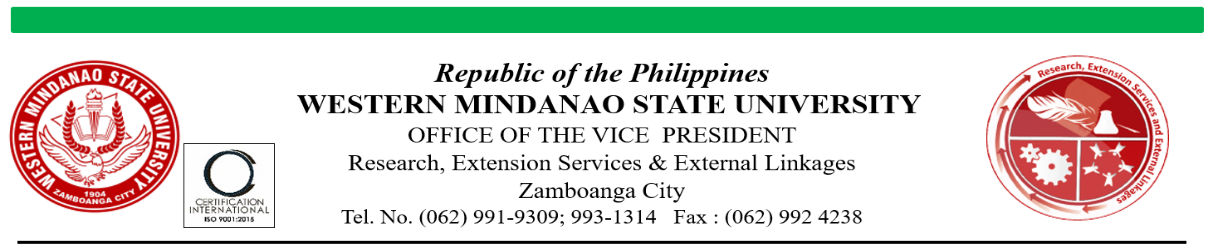 Republic of the Philippines
WESTERN MINDANAO STATE UNIVERSITY
OFFICE OF THE VICE PRESIDENT
Research, Extension Services & External Linkages
Zamboanga City
Tel. No. (062) 991-9309; 993-1314 Fax : (062) 992 4238
WESTERN MINDANAO STATE UNIVERSITY
1904
ZAMBOANGA CITY
CERTIFICATION
INTERNATIONAL
ISO 9001:2015
Research, Extension Services and External Linkages